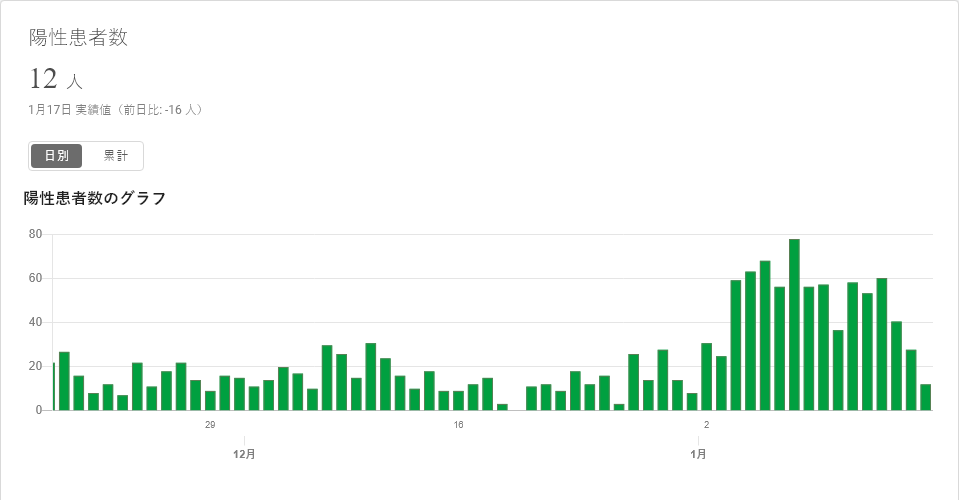 陽性患者数
12 人
1月17日 実績値（前日比: -16 人）
日別 累計
陽性患者数のグラフ
80
60
40
20
0
29 16 2
12月 1月